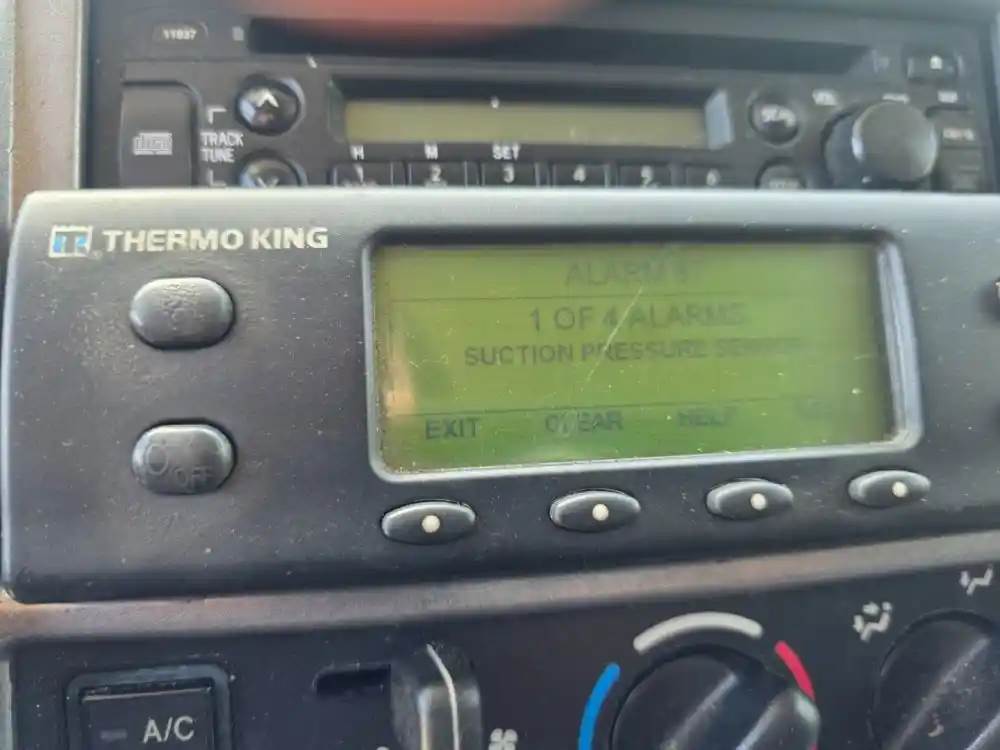 11037
TRACK
TUNE
H M SET
1 2 3 4 5 6
THERMO KING
1 OF 4 ALARMS
SUCTION PRESSURE
EXIT CLEAR HELP
OFF
A/C